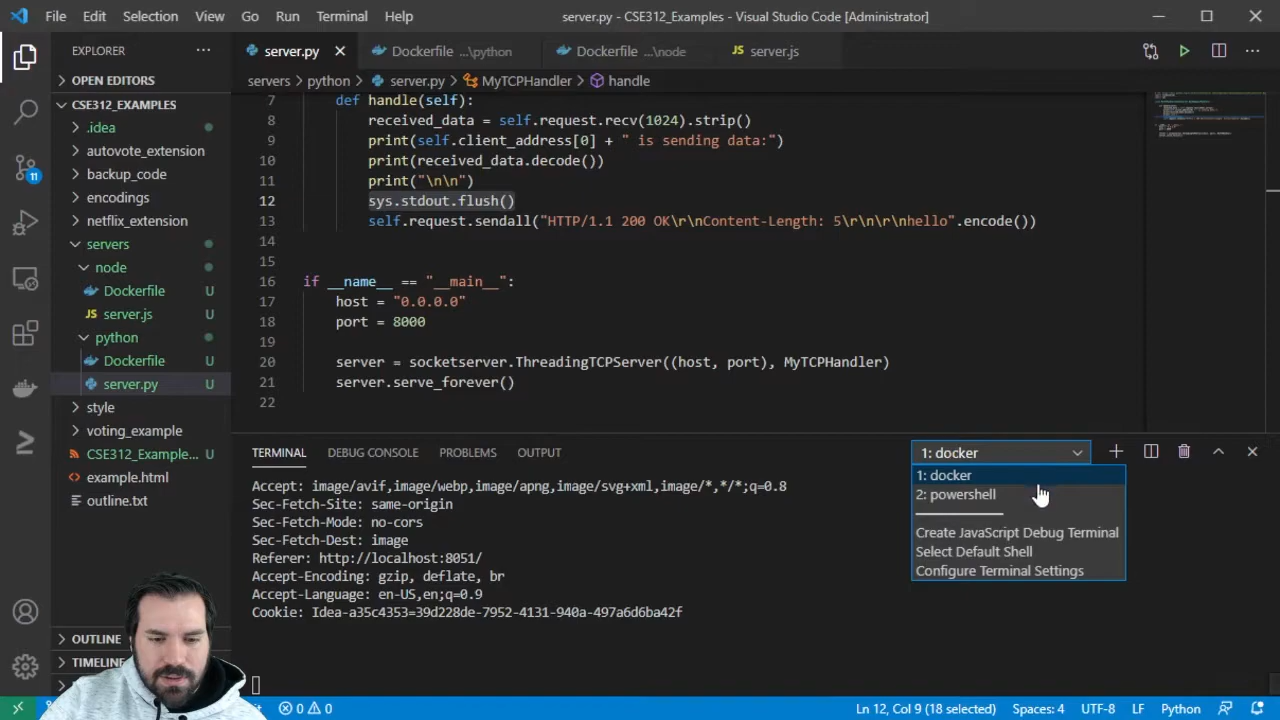 File Edit Selection View Go Run Terminal Help
server.py - CSE312_Examples - Visual Studio Code [Administrator]
EXPLORER
server.py
Dockerfile ...\python
Dockerfile ...\node
JS server.js
OPEN EDITORS
servers > python > server.py > MyTCPHandler > handle
CSE312_EXAMPLES
.idea
autovote_extension
backup_code
encodings
netflix_extension
servers
node
Dockerfile U
JS server.js U
python
Dockerfile U
server.py U
style
voting_example
CSE312_Example... U
example.html
outline.txt
OUTLINE
TIMELINE
11
7 def handle(self):
8 received_data = self.request.recv(1024).strip()
9 print(self.client_address[0] + " is sending data:")
10 print(received_data.decode())
11 print("\n\n")
12 sys.stdout.flush()
13 self.request.sendall("HTTP/1.1 200 OK\r\nContent-Length: 5\r\n\r\nhello".encode())
14
15
16 if __name__ == "__main__":
17 host = "0.0.0.0"
18 port = 8000
19
20 server = socketserver.ThreadingTCPServer((host, port), MyTCPHandler)
21 server.serve_forever()
22
TERMINAL DEBUG CONSOLE PROBLEMS OUTPUT
1: docker
1: docker
2: powershell
Create JavaScript Debug Terminal
Select Default Shell
Configure Terminal Settings
Accept: image/avif,image/webp,image/apng,image/svg+xml,image/*,*/*;q=0.8
Sec-Fetch-Site: same-origin
Sec-Fetch-Mode: no-cors
Sec-Fetch-Dest: image
Referer: http://localhost:8051/
Accept-Encoding: gzip, deflate, br
Accept-Language: en-US,en;q=0.9
Cookie: Idea-a35c4353=39d228de-7952-4131-940a-497a6d6ba42f
0 0
Ln 12, Col 9 (18 selected) Spaces: 4 UTF-8 LF Python